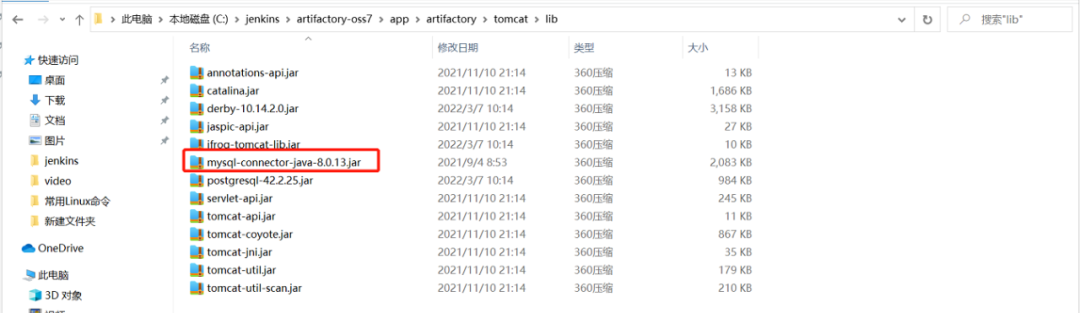 此电脑 > 本地磁盘 (C:) > jenkins > artifactory-oss7 > app > artifactory > tomcat > lib
搜索"lib"
名称 修改日期 类型 大小
快速访问
桌面
下载
文档
图片
jenkins
video
常用Linux命令
新建文件夹
OneDrive
此电脑
3D 对象
annotations-api.jar 2021/11/10 21:14 360压缩 13 KB
catalina.jar 2021/11/10 21:14 360压缩 1,686 KB
derby-10.14.2.0.jar 2022/3/7 10:14 360压缩 3,158 KB
jaspic-api.jar 2021/11/10 21:14 360压缩 27 KB
jfrog-tomcat-lib.jar 2022/3/7 10:14 360压缩 10 KB
mysql-connector-java-8.0.13.jar 2021/9/4 8:53 360压缩 2,083 KB
postgresql-42.2.25.jar 2022/3/7 10:14 360压缩 984 KB
servlet-api.jar 2021/11/10 21:14 360压缩 245 KB
tomcat-api.jar 2021/11/10 21:14 360压缩 11 KB
tomcat-coyote.jar 2021/11/10 21:14 360压缩 867 KB
tomcat-jni.jar 2021/11/10 21:14 360压缩 35 KB
tomcat-util.jar 2021/11/10 21:14 360压缩 179 KB
tomcat-util-scan.jar 2021/11/10 21:14 360压缩 210 KB